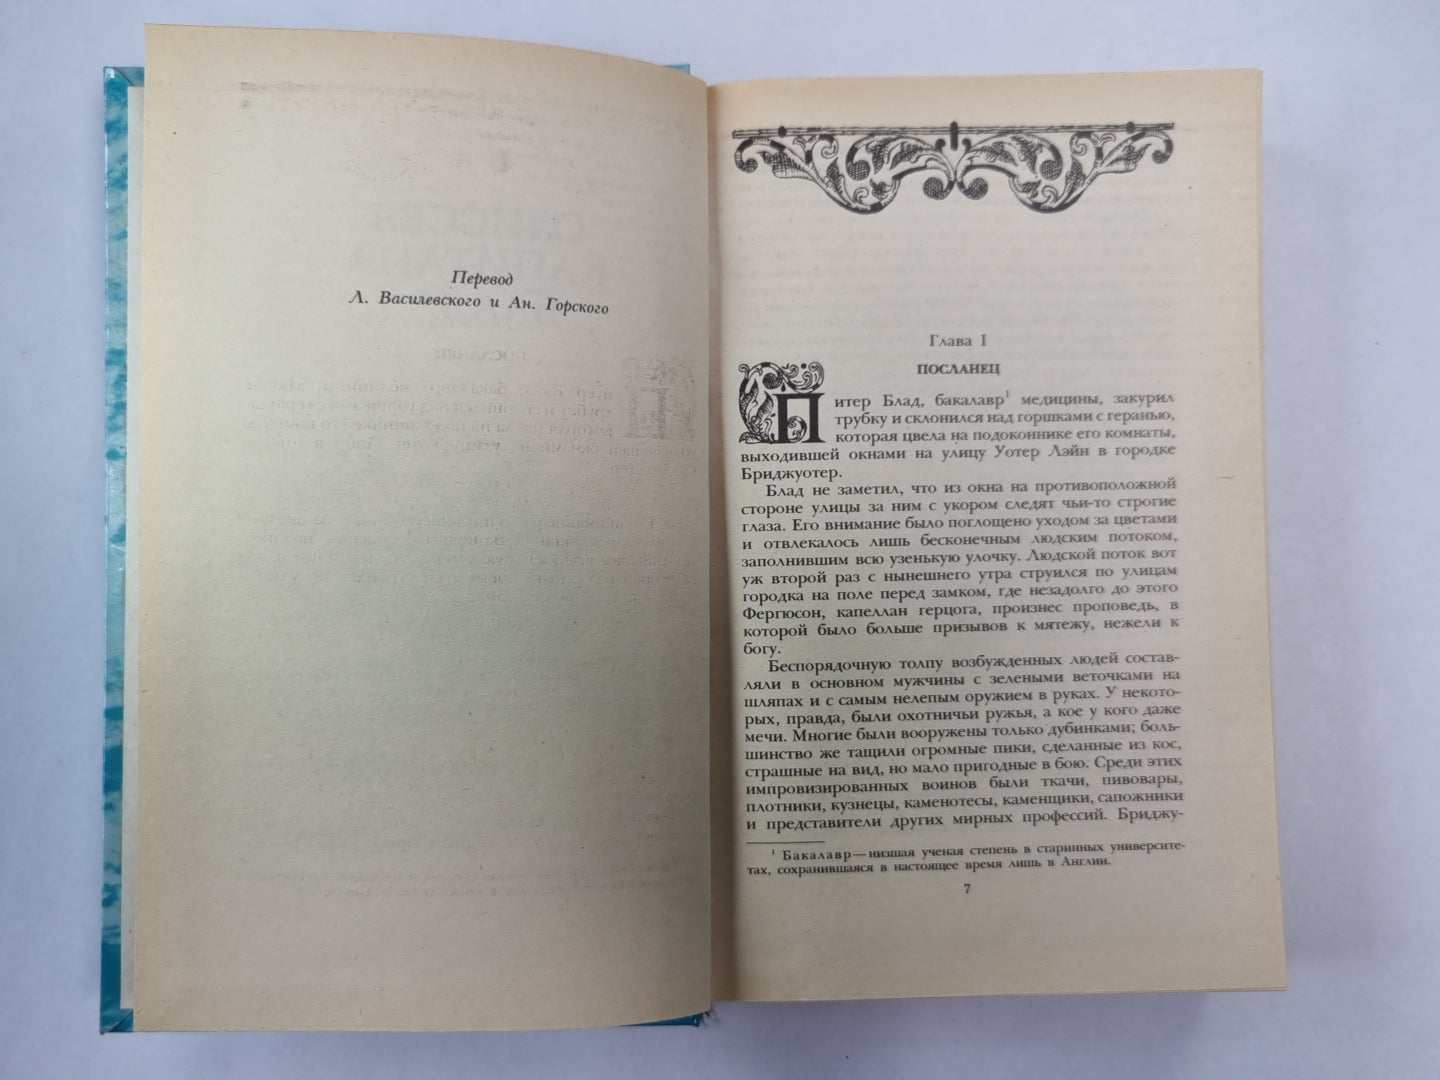 Перевод
Л. Василевского и Ан. Горского
Глава 1
ПОСЛАНЕЦ
Питер Блад, бакалавр¹ медицины, закурил
трубку и склонился над горшками с геранью,
которая цвела на подоконнике его комнаты,
выходившей окнами на улицу Уотер Лэйн в городке
Бриджуотер.
Блад не заметил, что из окна на противоположной
стороне улицы за ним с укором следят чьи-то строгие
глаза. Его внимание было поглощено уходом за цветами
и отвлекалось лишь бесконечным людским потоком,
заполнившим всю узенькую улочку. Людской поток вот
уж второй раз с нынешнего утра струился по улицам
городка на поле перед замком, где незадолго до этого
Фергюсон, капеллан герцога, произнес проповедь, в
которой было больше призывов к мятежу, нежели к
богу.
Беспорядочную толпу возбужденных людей состав-
ляли в основном мужчины с зелеными веточками на
шляпах и с самым нелепым оружием в руках. У некото-
рых, правда, были охотничьи ружья, а кое у кого даже
мечи. Многие были вооружены только дубинками; боль-
шинство же тащили огромные пики, сделанные из кос,
страшные на вид, но мало пригодные в бою. Среди этих
импровизированных воинов были ткачи, пивовары,
плотники, кузнецы, каменотесы, каменщики, сапожники
и представители других мирных профессий. Бриджу-
¹ Бакалавр — низшая ученая степень в старинных университе-
тах, сохранившаяся в настоящее время лишь в Англии.
7